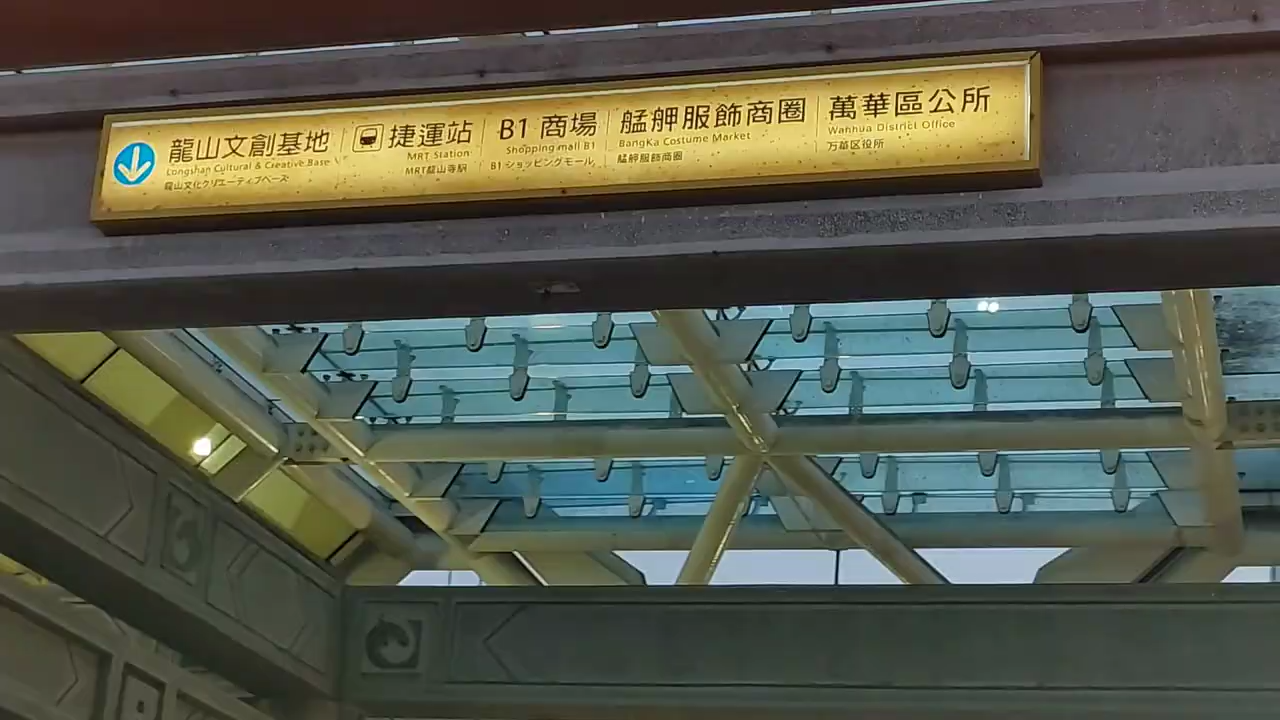 龍山文創基地
Longshan Cultural & Creative Base
龍山文化クリエーティブベース
捷運站
MRT Station
MRT龍山寺駅
B1 商場
Shopping mall B1
B1 ショッピングモール
艋舺服飾商圈
BangKa Costume Market
艋舺服飾商圈
萬華區公所
Wanhua District Office
万華区役所